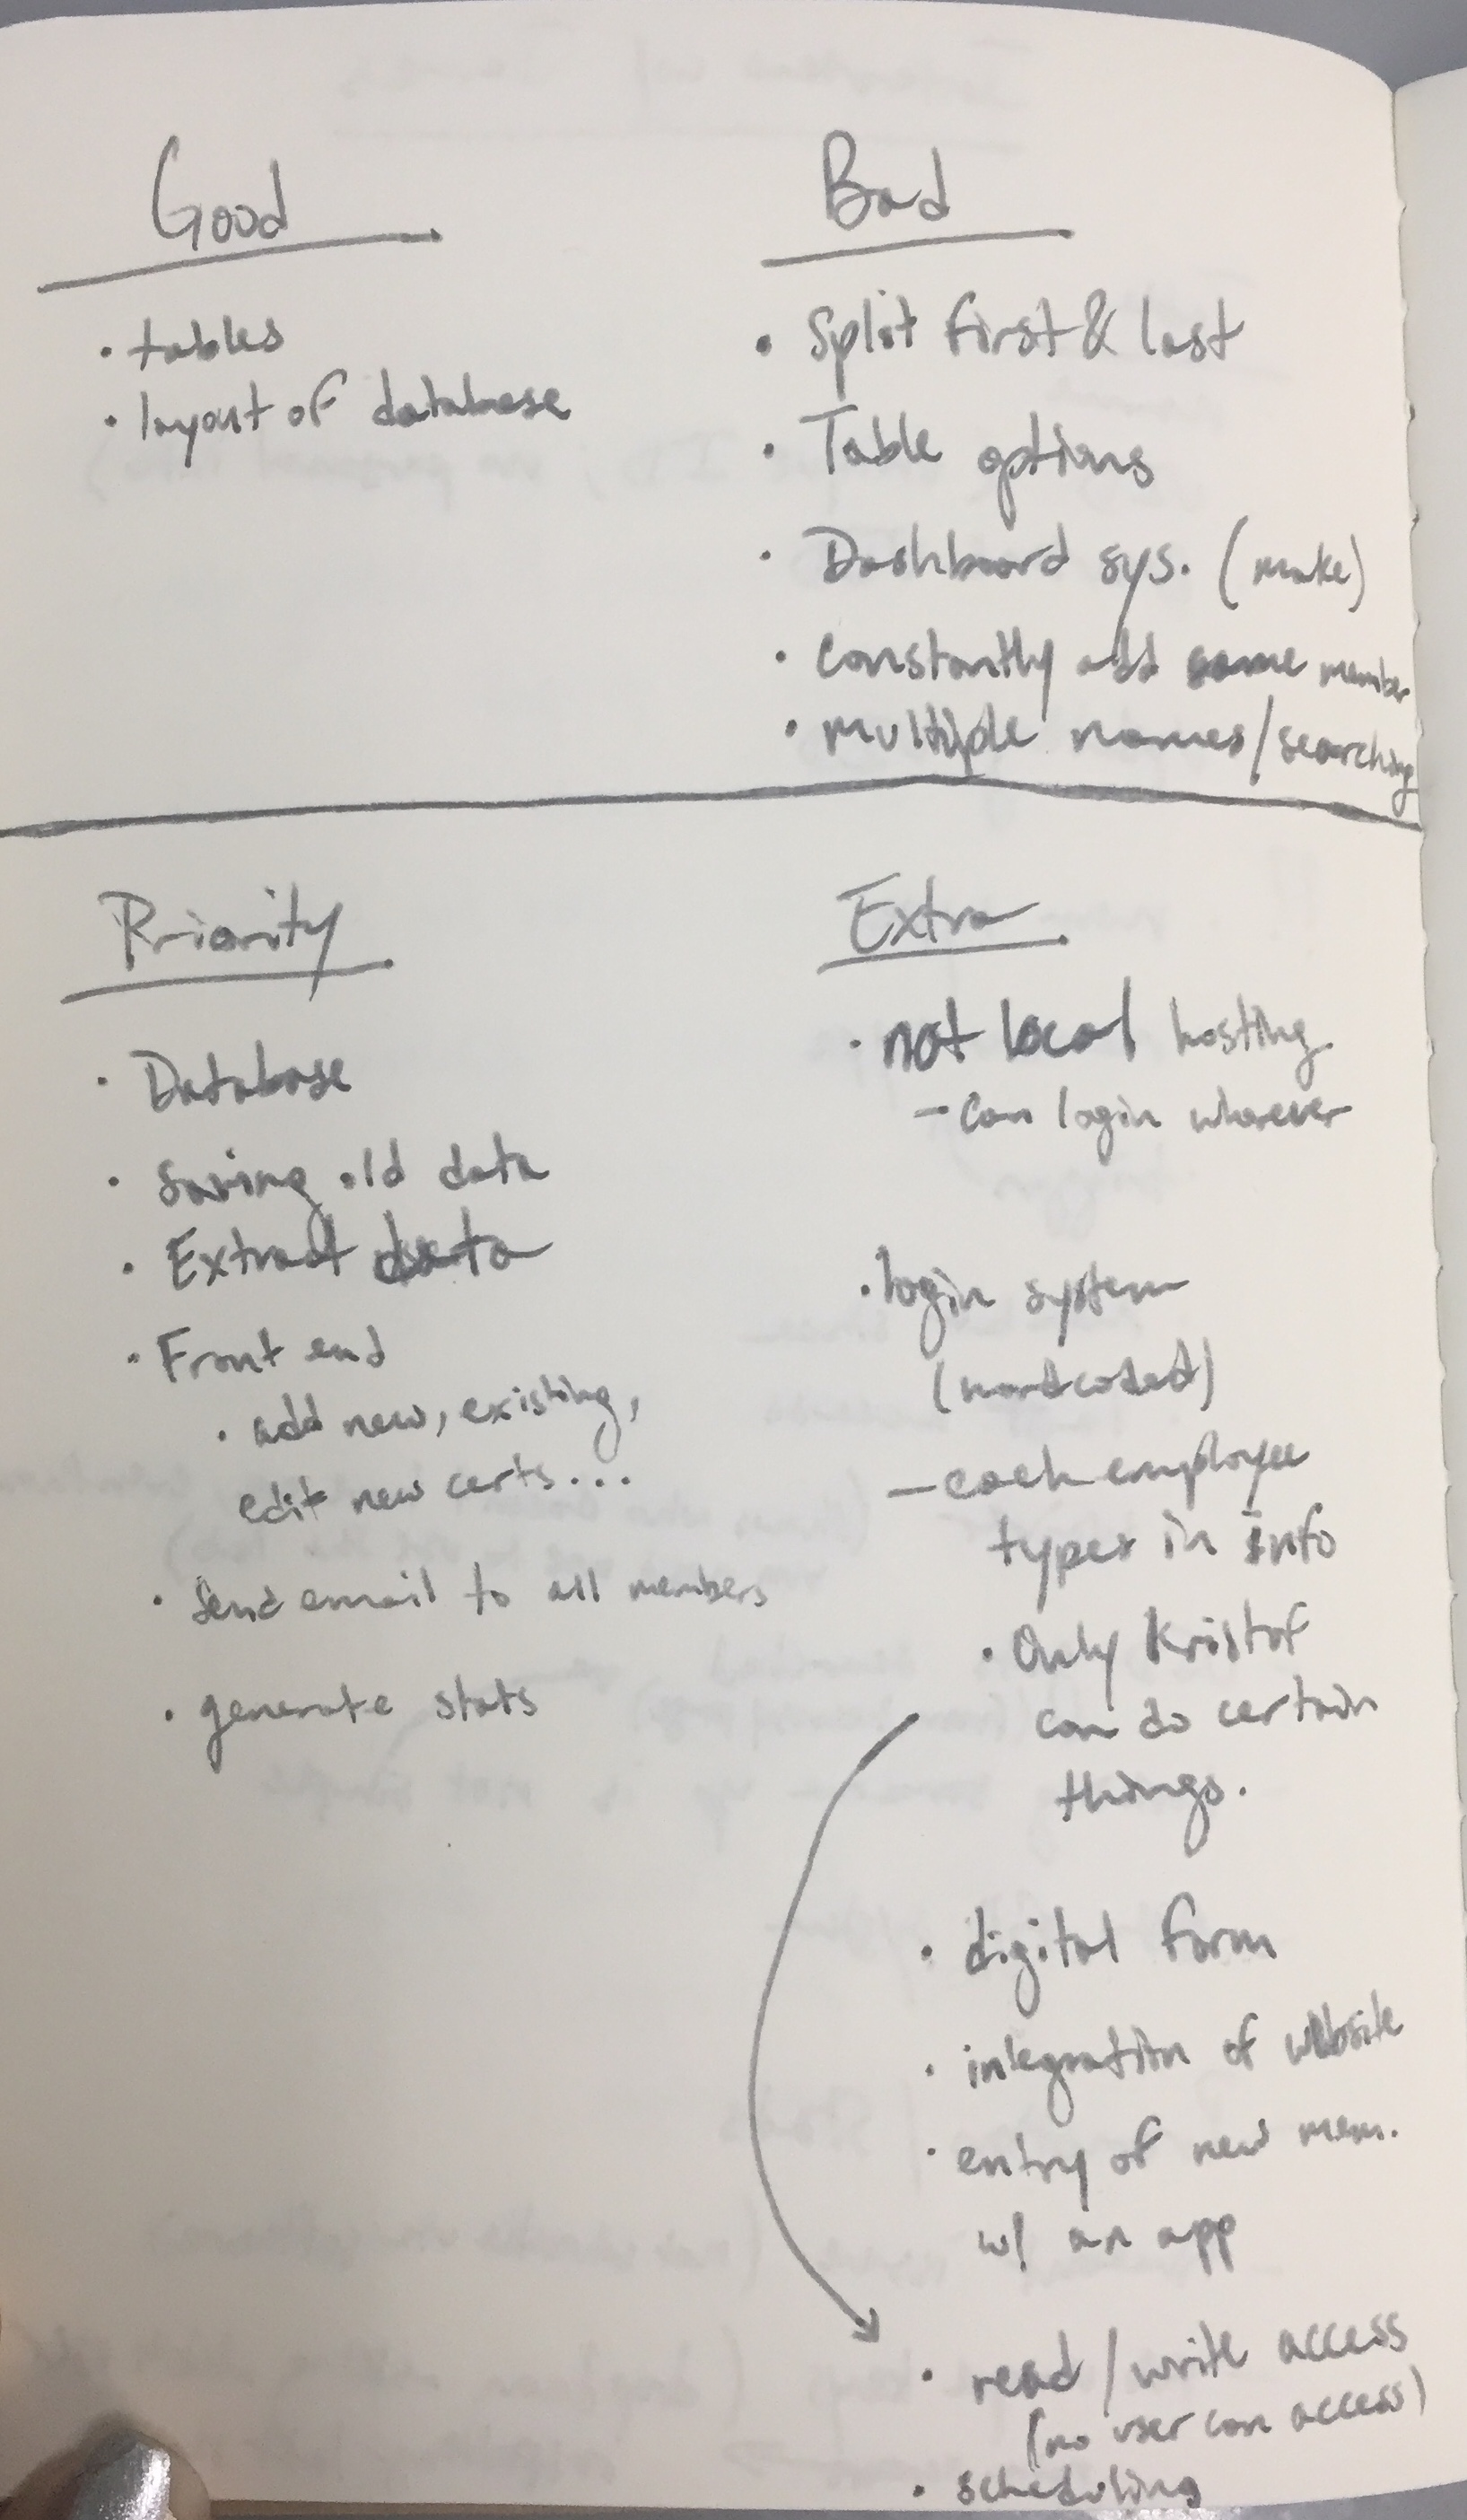 Good
• tables
• layout of database
Bad
• Split first & last
• Table options
• Dashboard sys. (make)
• constantly add same member
• multiple names/searching
Priority
• Database
• Saving old data
• Extract data
• Front end
• add new, existing,
edit new certs...
• Send email to all members
• generate stats
Extra
• not local hosting
- can login wherever
• login system
(hardcoded)
- each employee
types in info
• Only Kristof
can do certain
things.
• digital form
• integration of website
• entry of new mem.
w/ an app
• read / write access
(no user can access)
• scheduling